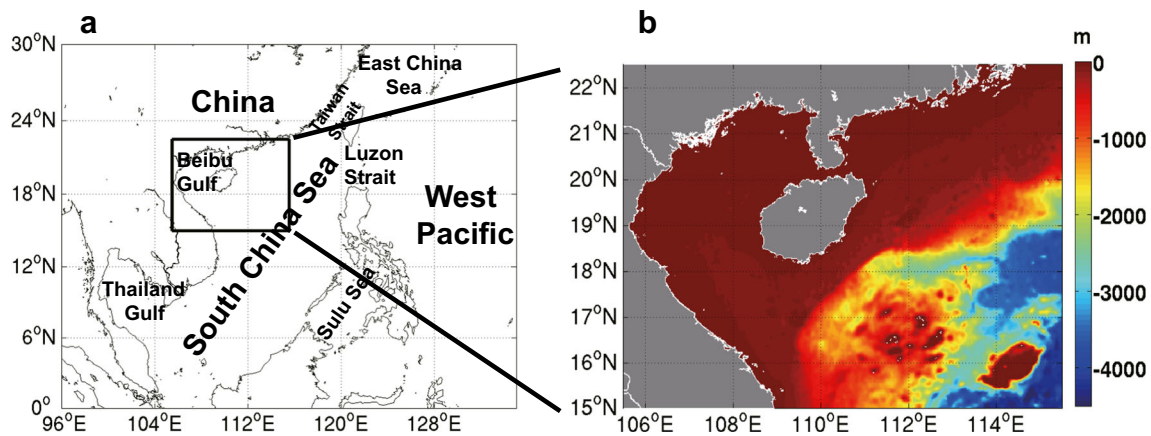 a
30°N
24°N
18°N
12°N
6°N
0°
96°E
104°E
112°E
120°E
128°E
East China
Sea
China
Taiwan
Strait
Beibu
Gulf
Luzon
Strait
West
Pacific
South China Sea
Thailand
Gulf
Sulu Sea
b
22°N
21°N
20°N
19°N
18°N
17°N
16°N
15°N
106°E
108°E
110°E
112°E
114°E
m
0
-1000
-2000
-3000
-4000